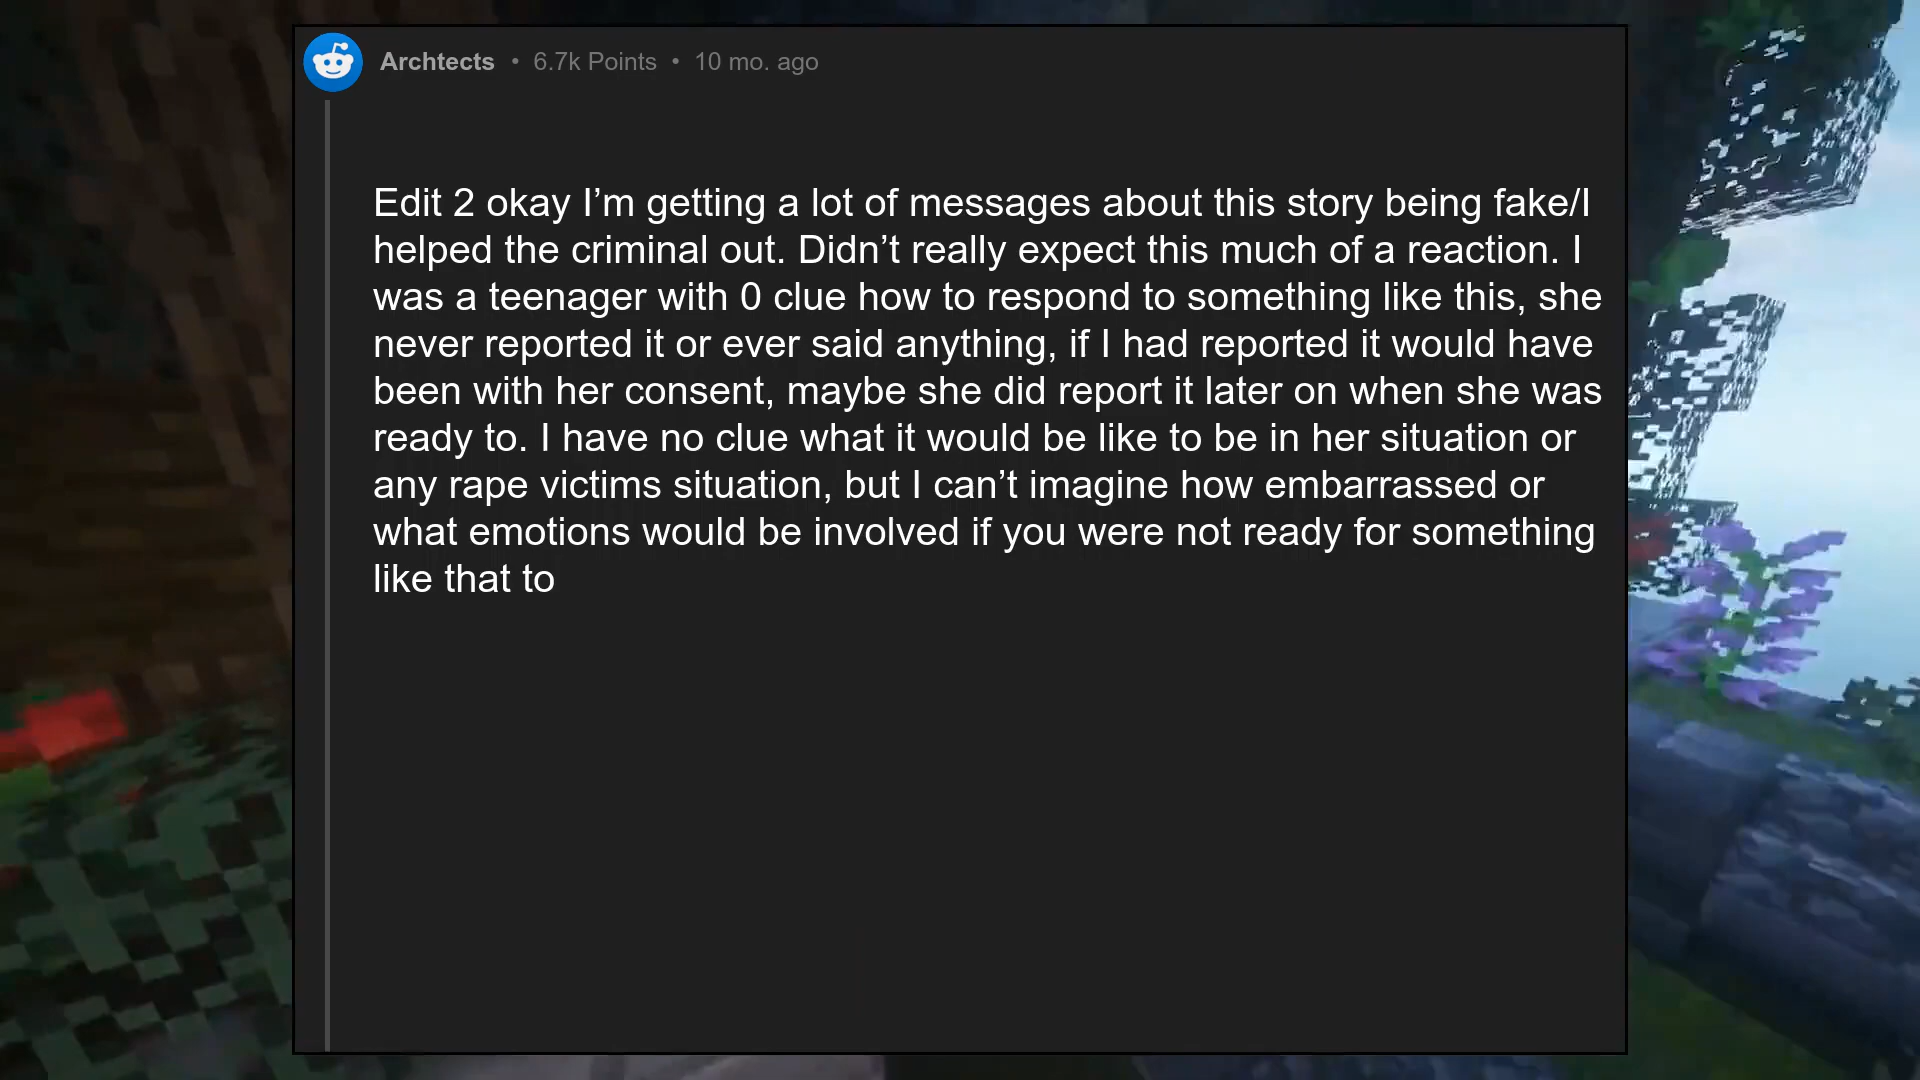 Archtects • 6.7k Points • 10 mo. ago
Edit 2 okay I’m getting a lot of messages about this story being fake/I
helped the criminal out. Didn’t really expect this much of a reaction. I
was a teenager with 0 clue how to respond to something like this, she
never reported it or ever said anything, if I had reported it would have
been with her consent, maybe she did report it later on when she was
ready to. I have no clue what it would be like to be in her situation or
any rape victims situation, but I can’t imagine how embarrassed or
what emotions would be involved if you were not ready for something
like that to